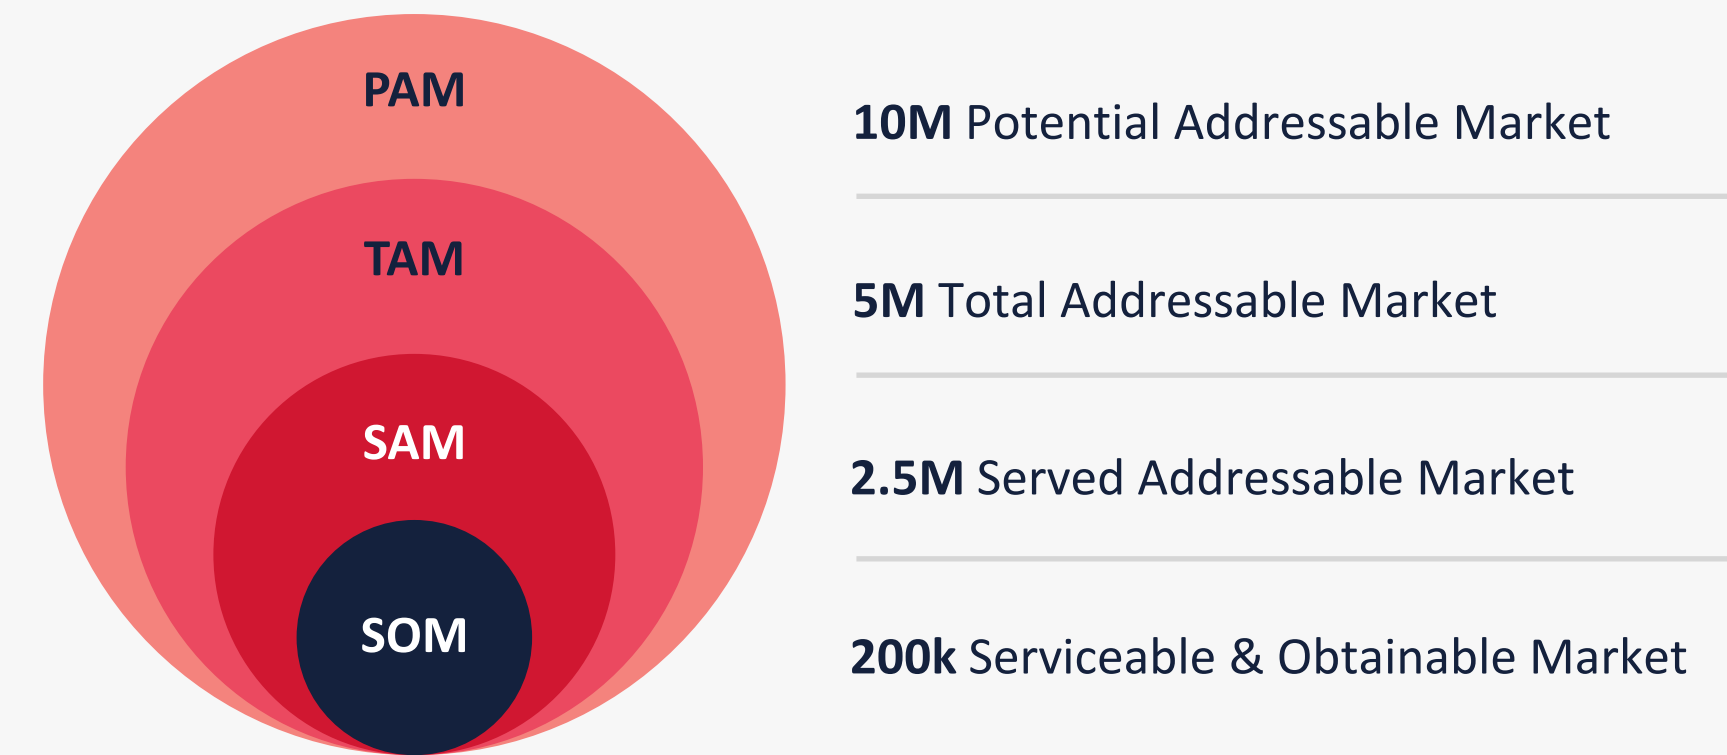 PAM
10M Potential Addressable Market
TAM
5M Total Addressable Market
SAM
2.5M Served Addressable Market
SOM
200k Serviceable & Obtainable Market